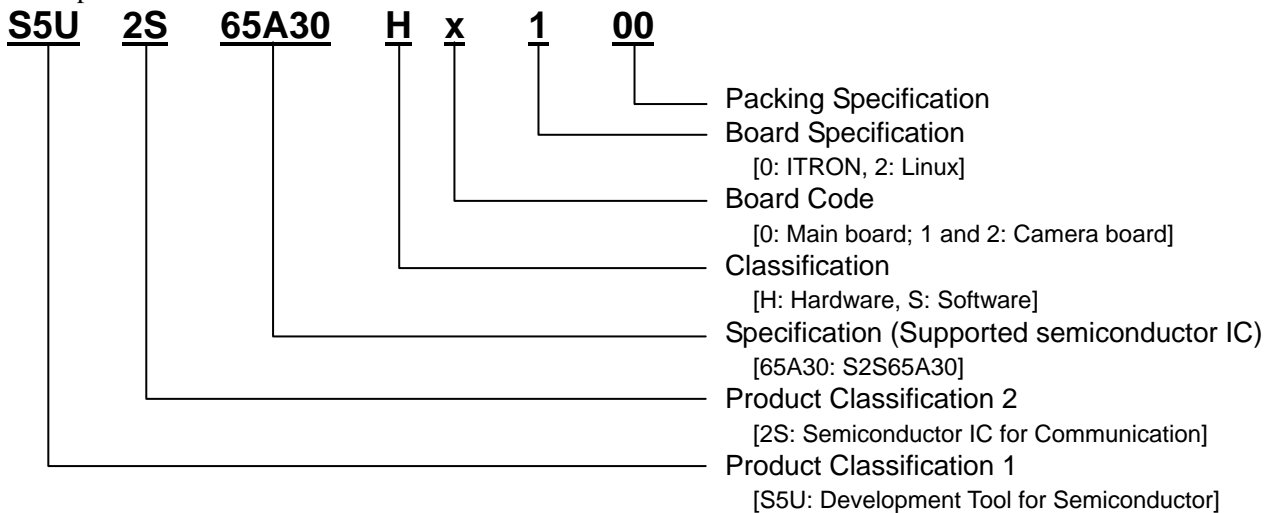 S5U 2S 65A30 H x 1 00
Packing Specification
Board Specification
[0: ITRON, 2: Linux]
Board Code
[0: Main board; 1 and 2: Camera board]
Classification
[H: Hardware, S: Software]
Specification (Supported semiconductor IC)
[65A30: S2S65A30]
Product Classification 2
[2S: Semiconductor IC for Communication]
Product Classification 1
[S5U: Development Tool for Semiconductor]